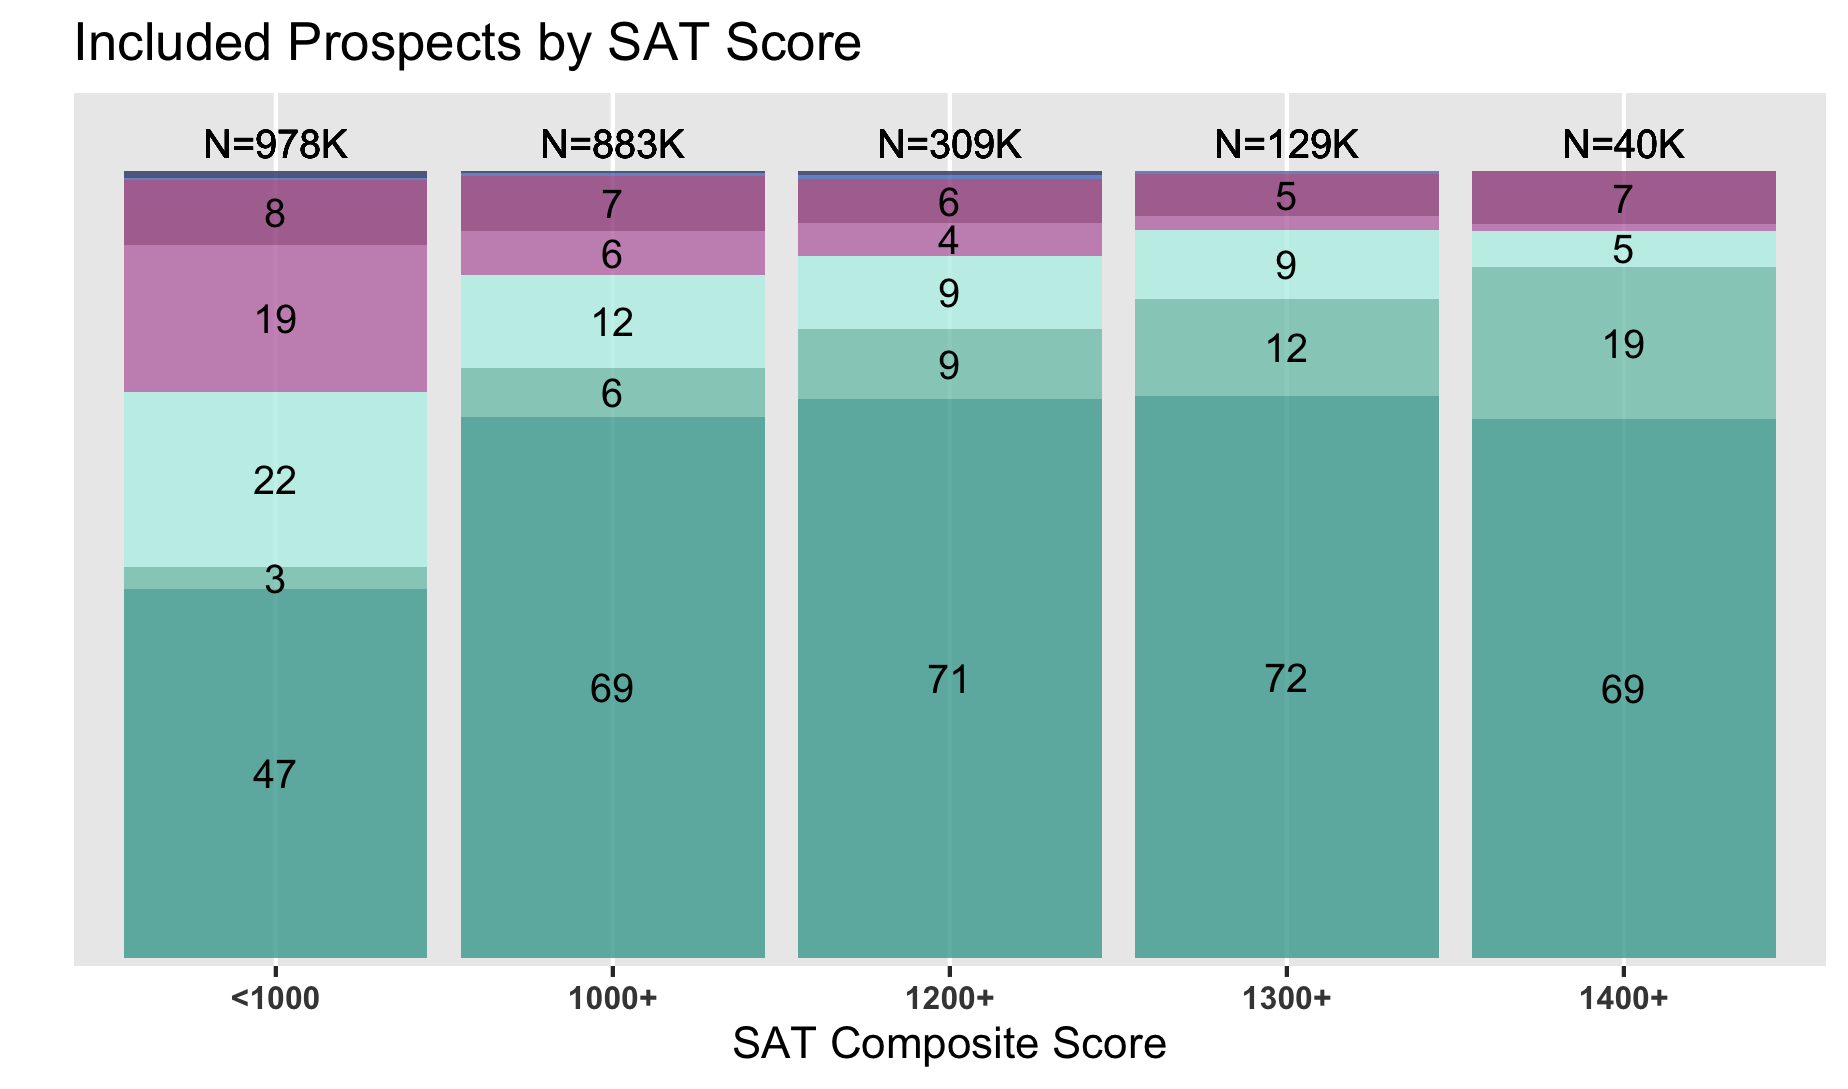 Included Prospects by SAT Score
N=978K N=883K N=309K N=129K N=40K
8 7 6 5 7
19 6 4 9 5
22 12 9 12 19
3 6 9 72 69
47 69 71
<1000 1000+ 1200+ 1300+ 1400+
SAT Composite Score